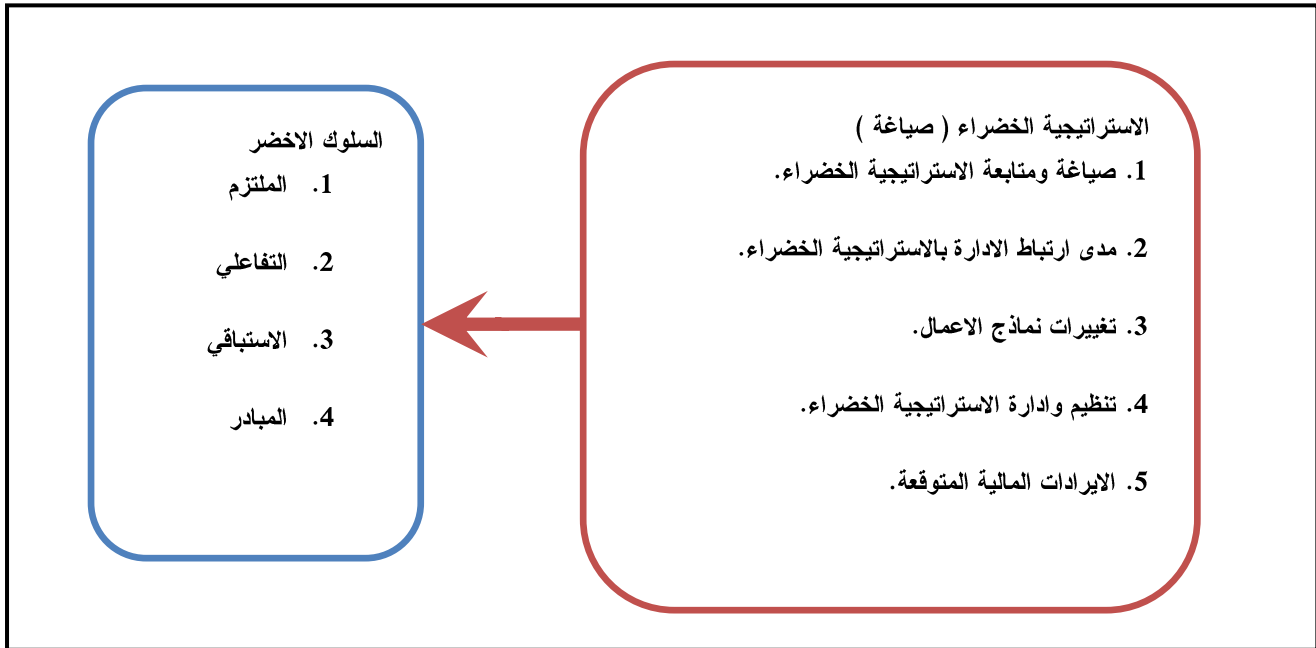 الاستراتيجية الخضراء ( صياغة )
1. صياغة ومتابعة الاستراتيجية الخضراء.
2. مدى ارتباط الادارة بالاستراتيجية الخضراء.
3. تغييرات نماذج الاعمال.
4. تنظيم وادارة الاستراتيجية الخضراء.
5. الايرادات المالية المتوقعة.
السلوك الاخضر
1. الملتزم
2. التفاعلي
3. الاستباقي
4. المبادر